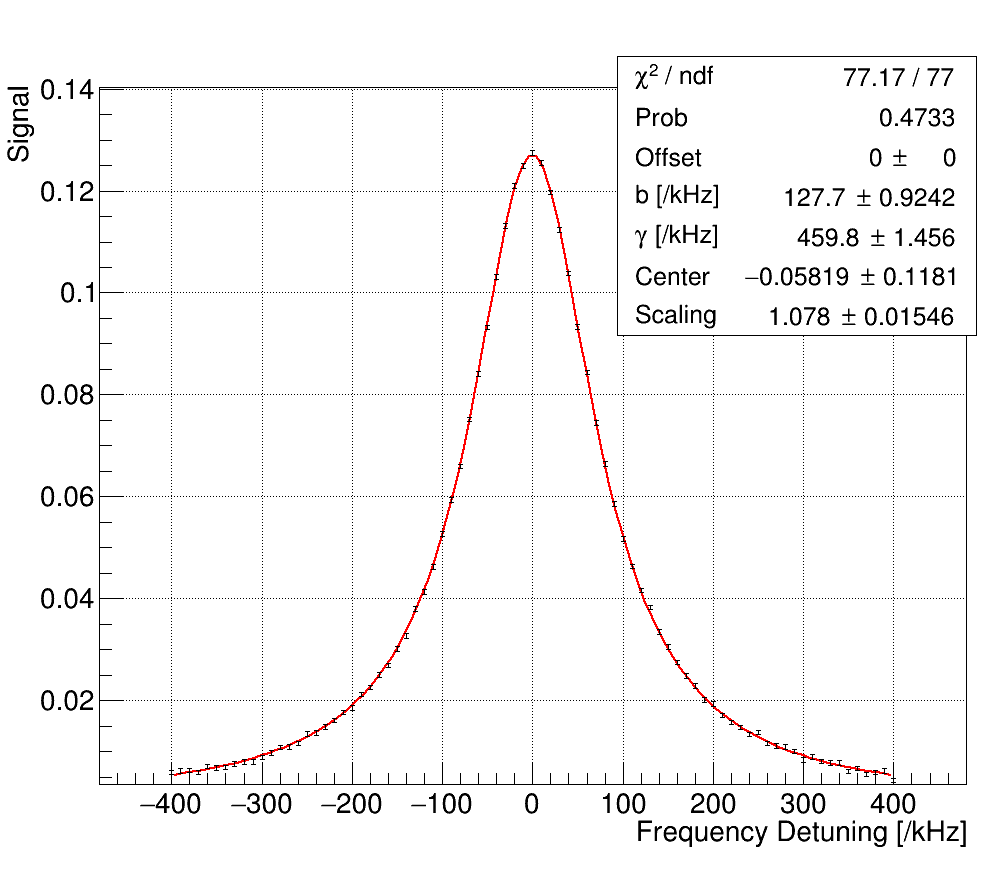 χ² / ndf 77.17 / 77
Prob 0.4733
Offset 0 ± 0
b [/kHz] 127.7 ± 0.9242
γ [/kHz] 459.8 ± 1.456
Center −0.05819 ± 0.1181
Scaling 1.078 ± 0.01546
Signal
0.14
0.12
0.1
0.08
0.06
0.04
0.02
−400 −300 −200 −100 0 100 200 300 400
Frequency Detuning [/kHz]